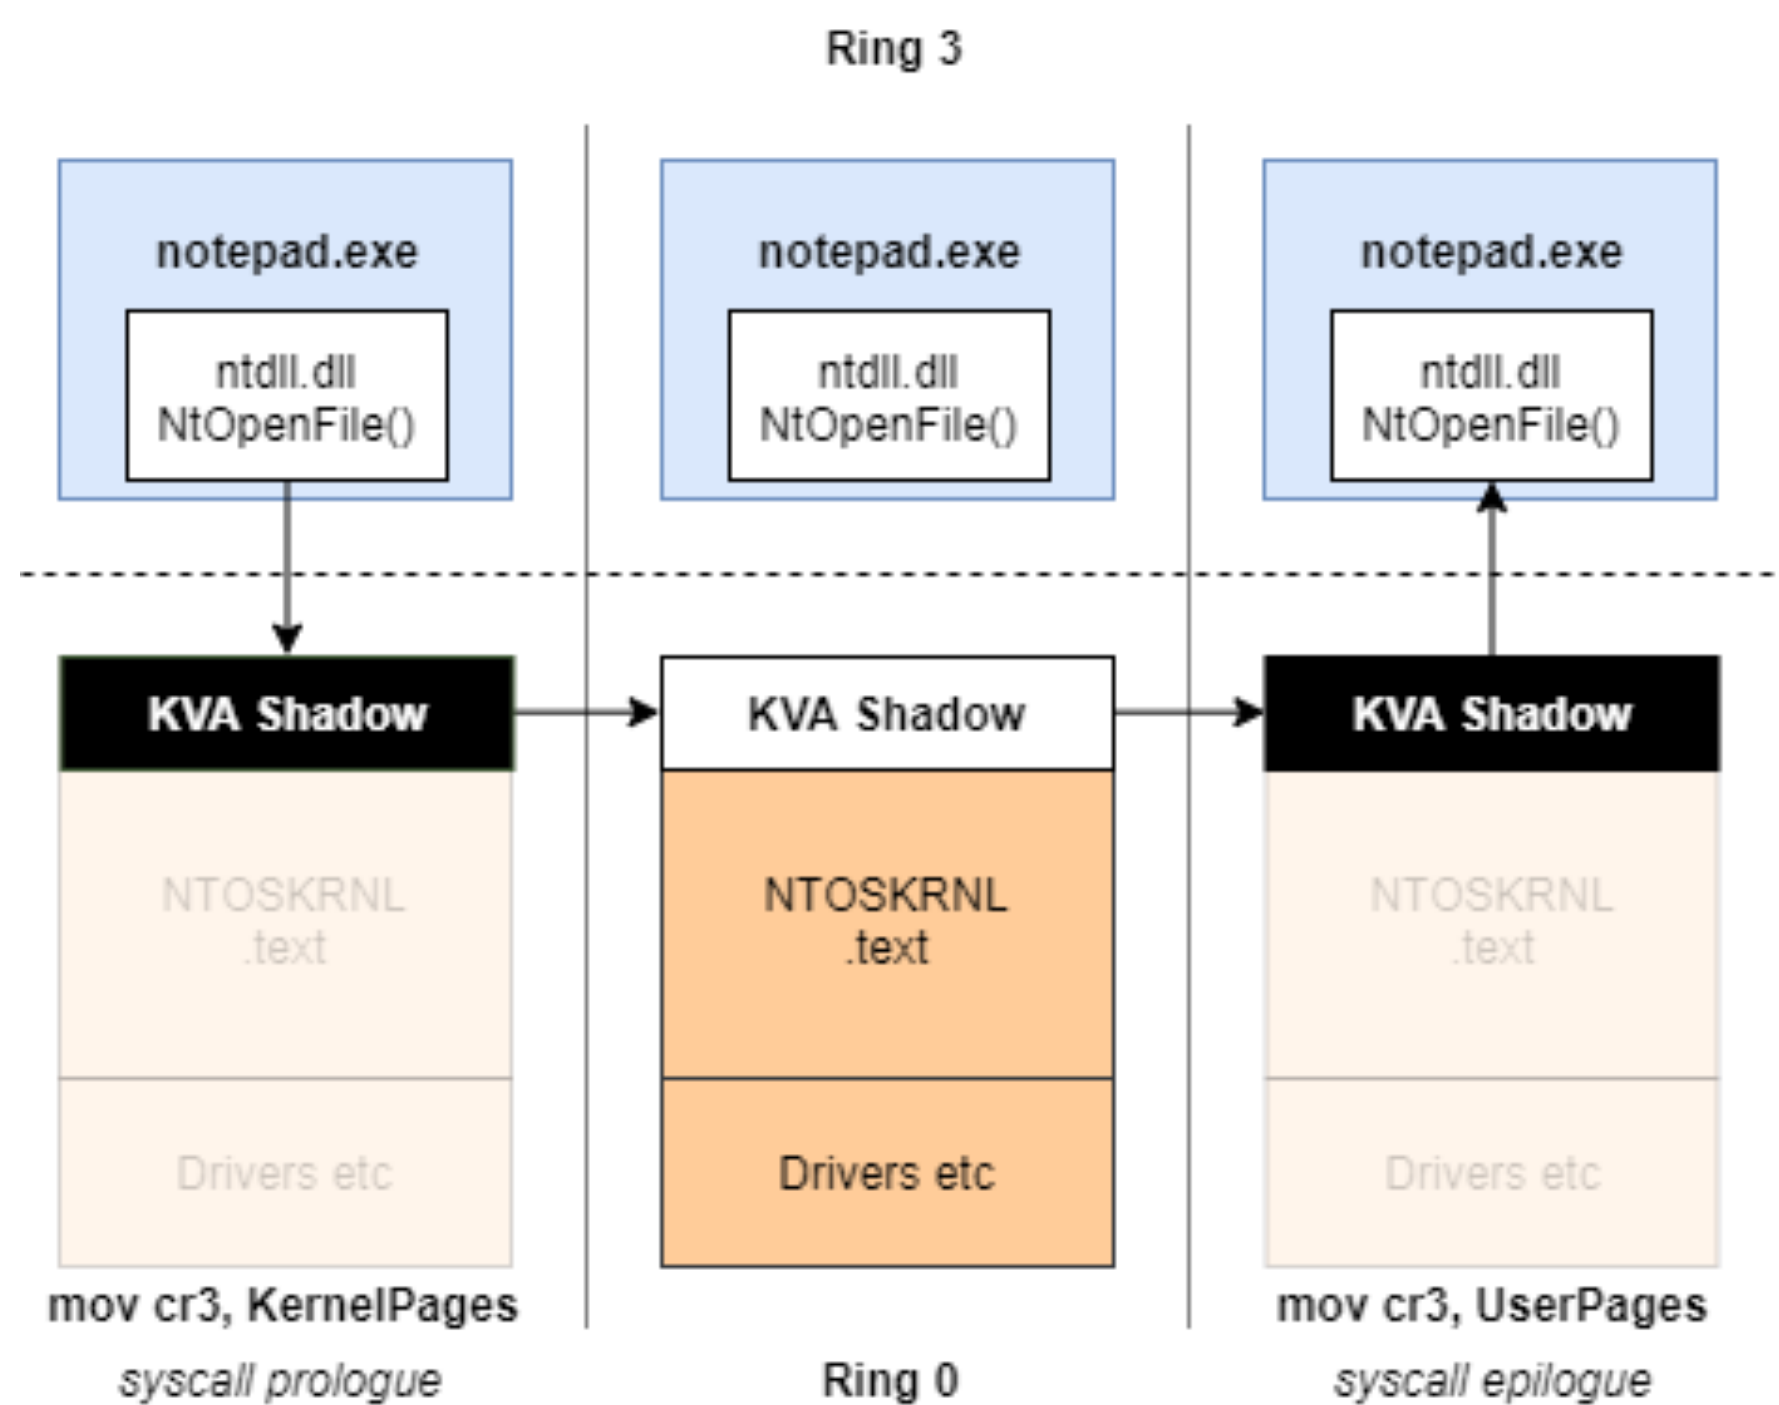 Ring 3
notepad.exe
ntdll.dll
NtOpenFile()
notepad.exe
ntdll.dll
NtOpenFile()
notepad.exe
ntdll.dll
NtOpenFile()
KVA Shadow
NTOSKRNL
.text
Drivers etc
mov cr3, KernelPages
syscall prologue
KVA Shadow
NTOSKRNL
.text
Drivers etc
Ring 0
KVA Shadow
NTOSKRNL
.text
Drivers etc
mov cr3, UserPages
syscall epilogue